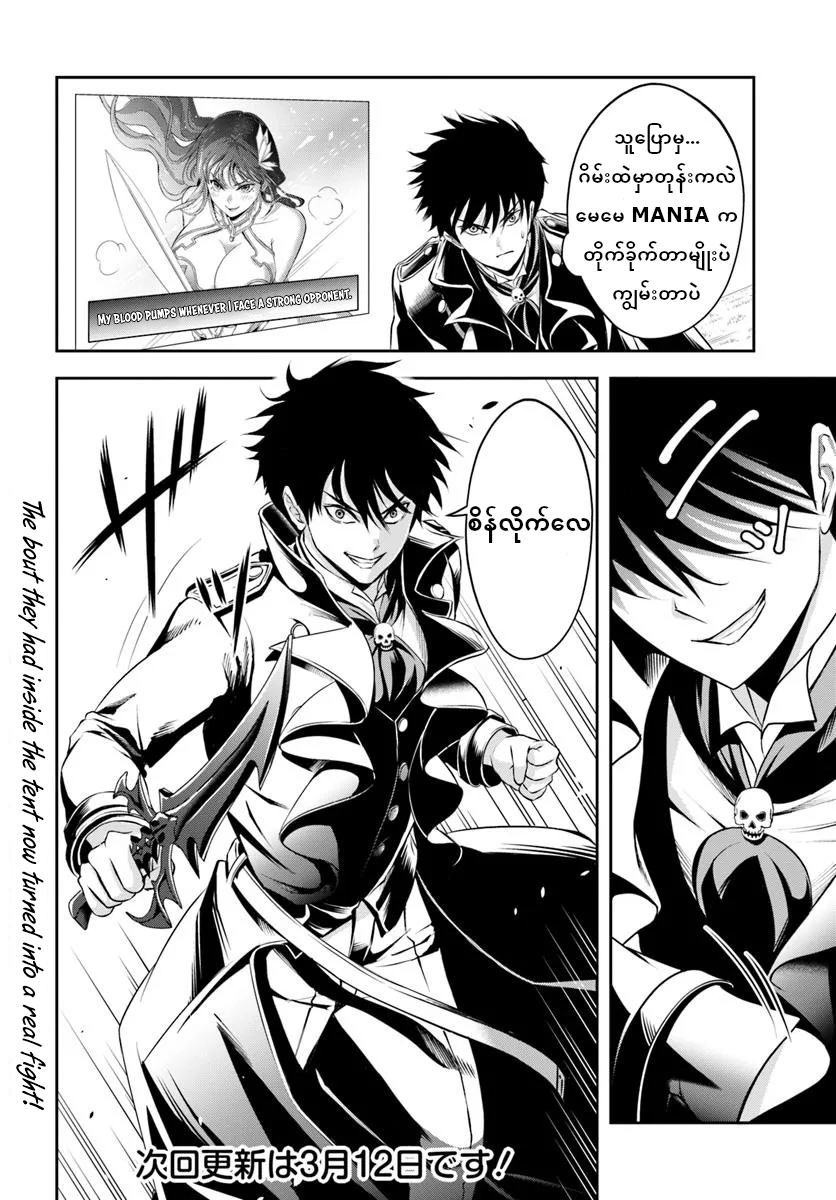 သူပြောမှ...
ဂိမ်းထဲမှာတုန်းကလဲ
မေမေ MANIA က
တိုက်ခိုက်တာမျိုးပဲ
ကျွမ်းတာပဲ
MY BLOOD PUMPS WHENEVER I FACE A STRONG OPPONENT.
စိန်လိုက်လေ
The bout they had inside the tent now turned into a real fight!
次回更新は3月12日です!